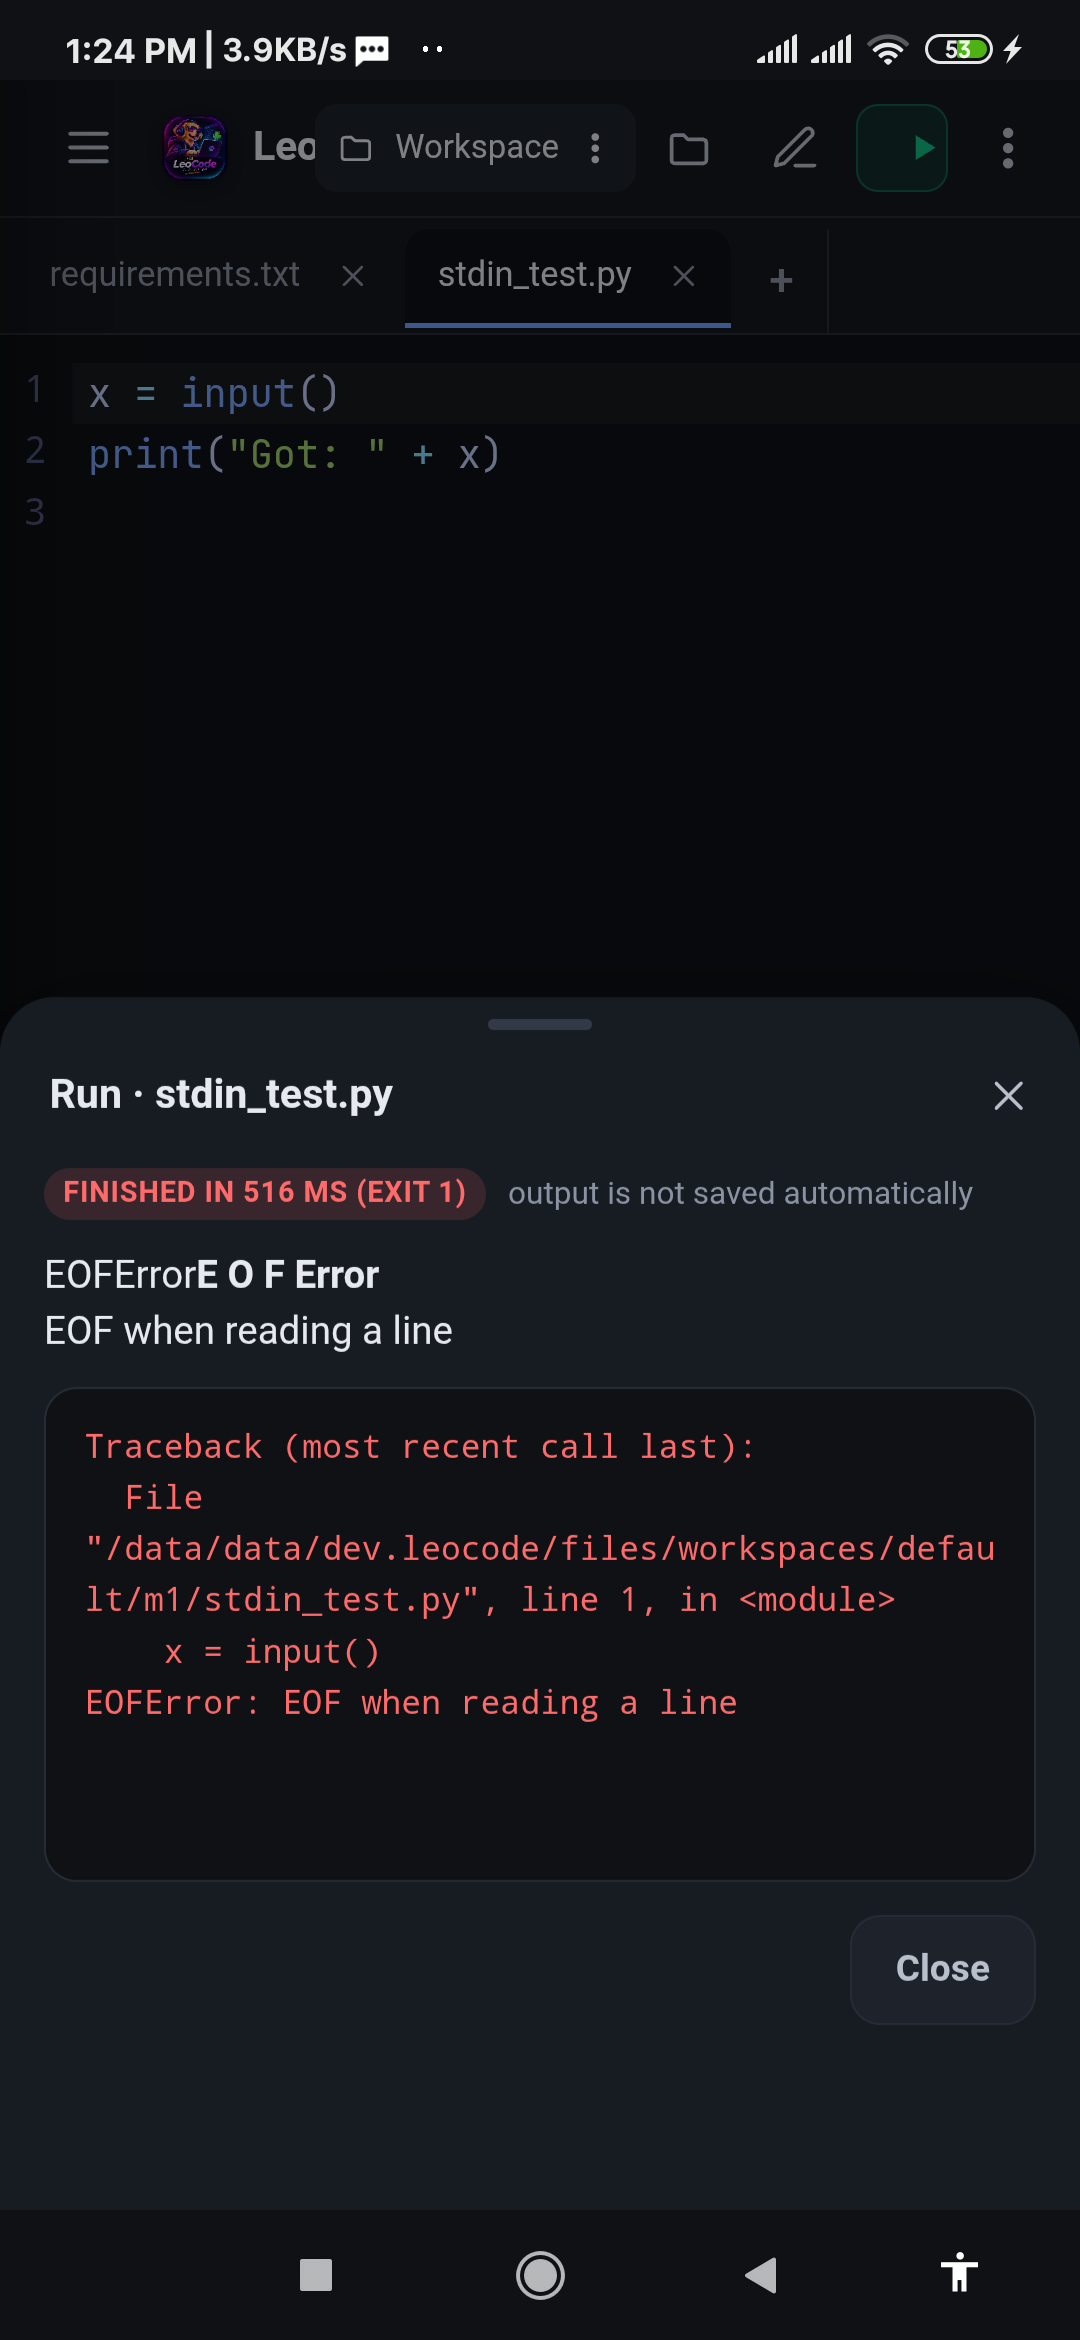 1:24 PM | 3.9KB/s
53
LeoCode
Leo
Workspace
requirements.txt
stdin_test.py
+
1 x = input()
2 print("Got: " + x)
3
Run · stdin_test.py
FINISHED IN 516 MS (EXIT 1) output is not saved automatically
EOFErrorE O F Error
EOF when reading a line
Traceback (most recent call last):
  File
"/data/data/dev.leocode/files/workspaces/defau
lt/m1/stdin_test.py", line 1, in <module>
    x = input()
EOFError: EOF when reading a line
Close